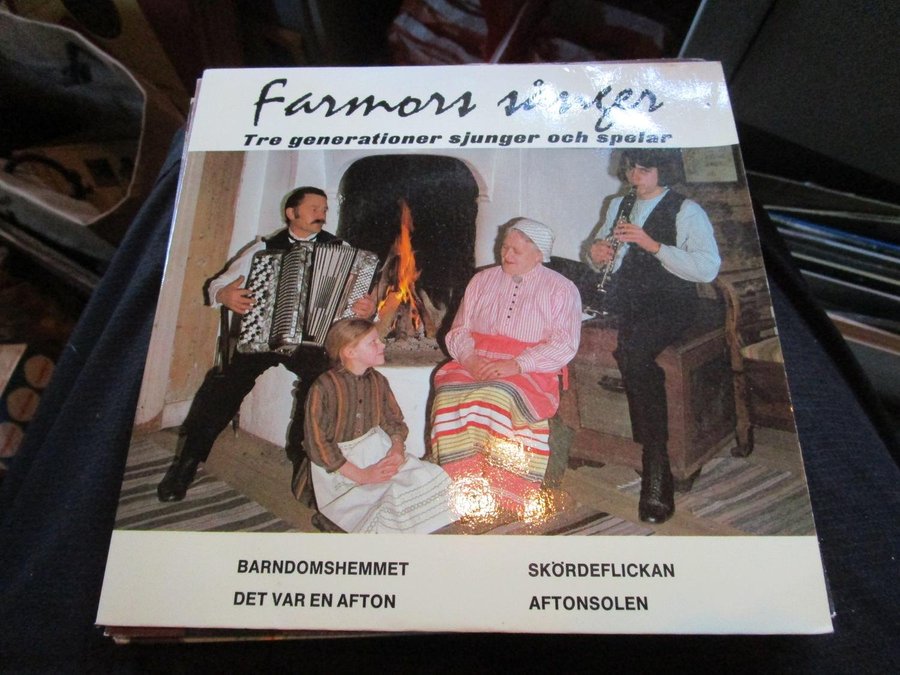 Farmors sånger
Tre generationer sjunger och spelar
BARNDOMSHEMMET
SKÖRDEFLICKAN
DET VAR EN AFTON
AFTONSOLEN